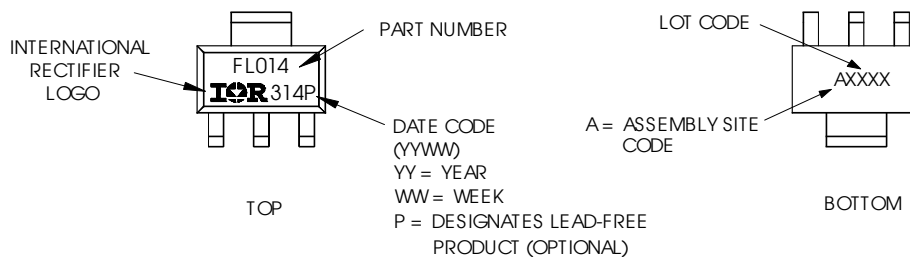 INTERNATIONAL
RECTIFIER
LOGO
FL014
IOR 314P
PART NUMBER
DATE CODE
(YYWW)
YY = YEAR
WW = WEEK
P = DESIGNATES LEAD-FREE
PRODUCT (OPTIONAL)
TOP
LOT CODE
AXXXX
A = ASSEMBLY SITE
CODE
BOTTOM